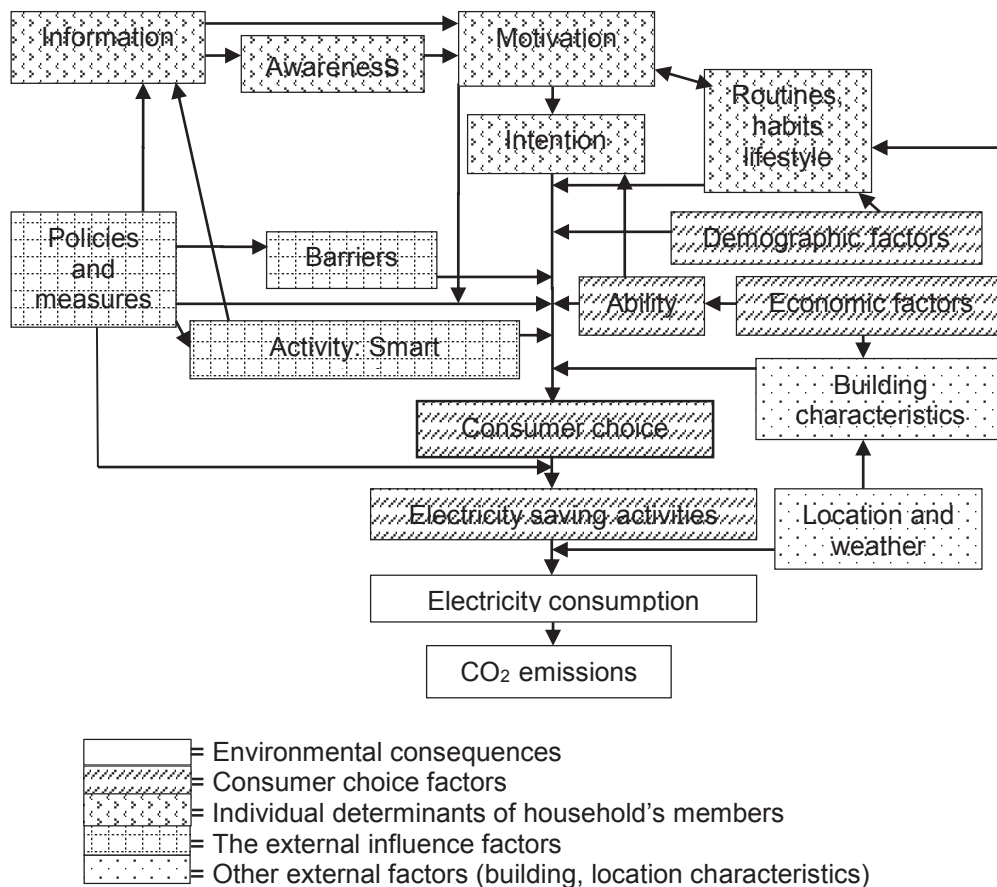 Information
Motivation
AwarenesS
Routines,
habits
lifestyle
Intention
Policies
and
measures
Demographic factors
Barriers
Ability
Economic factors
Activity: Smart
Building
characteristics
Consumer choice
Electricity saving activities
Location and
weather
Electricity consumption
CO₂ emissions
= Environmental consequences
= Consumer choice factors
= Individual determinants of household’s members
= The external influence factors
= Other external factors (building, location characteristics)